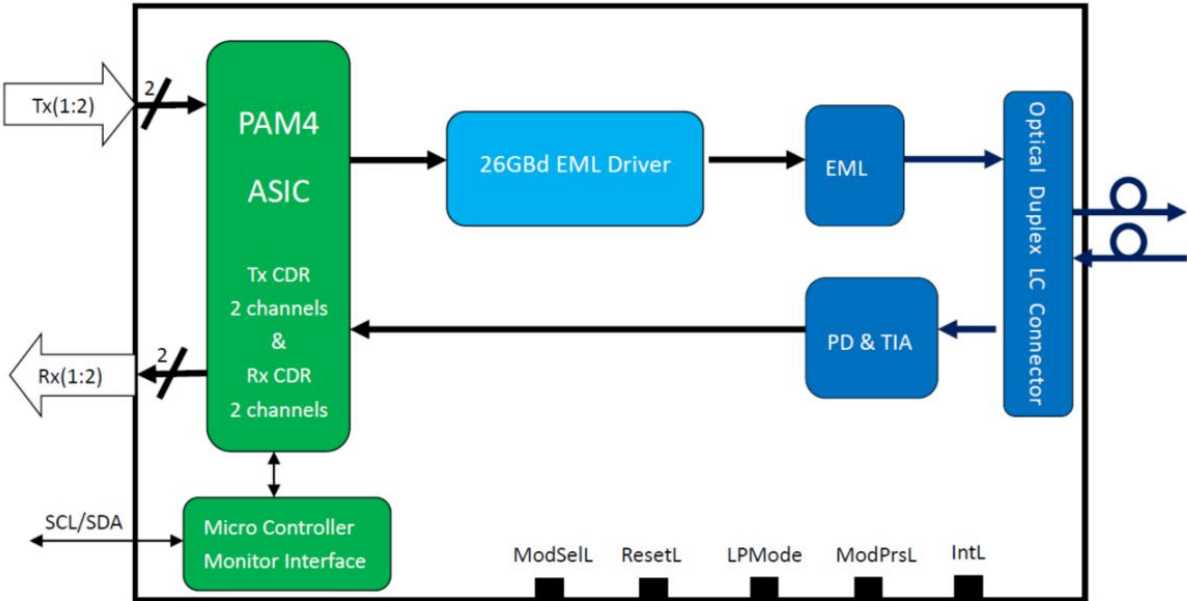 Tx(1:2)
2
PAM4
ASIC
Tx CDR
2 channels
&
Rx CDR
2 channels
26GBd EML Driver
EML
Optical Duplex LC Connector
PD & TIA
Rx(1:2)
2
SCL/SDA
Micro Controller
Monitor Interface
ModSelL
ResetL
LPMode
ModPrsL
IntL